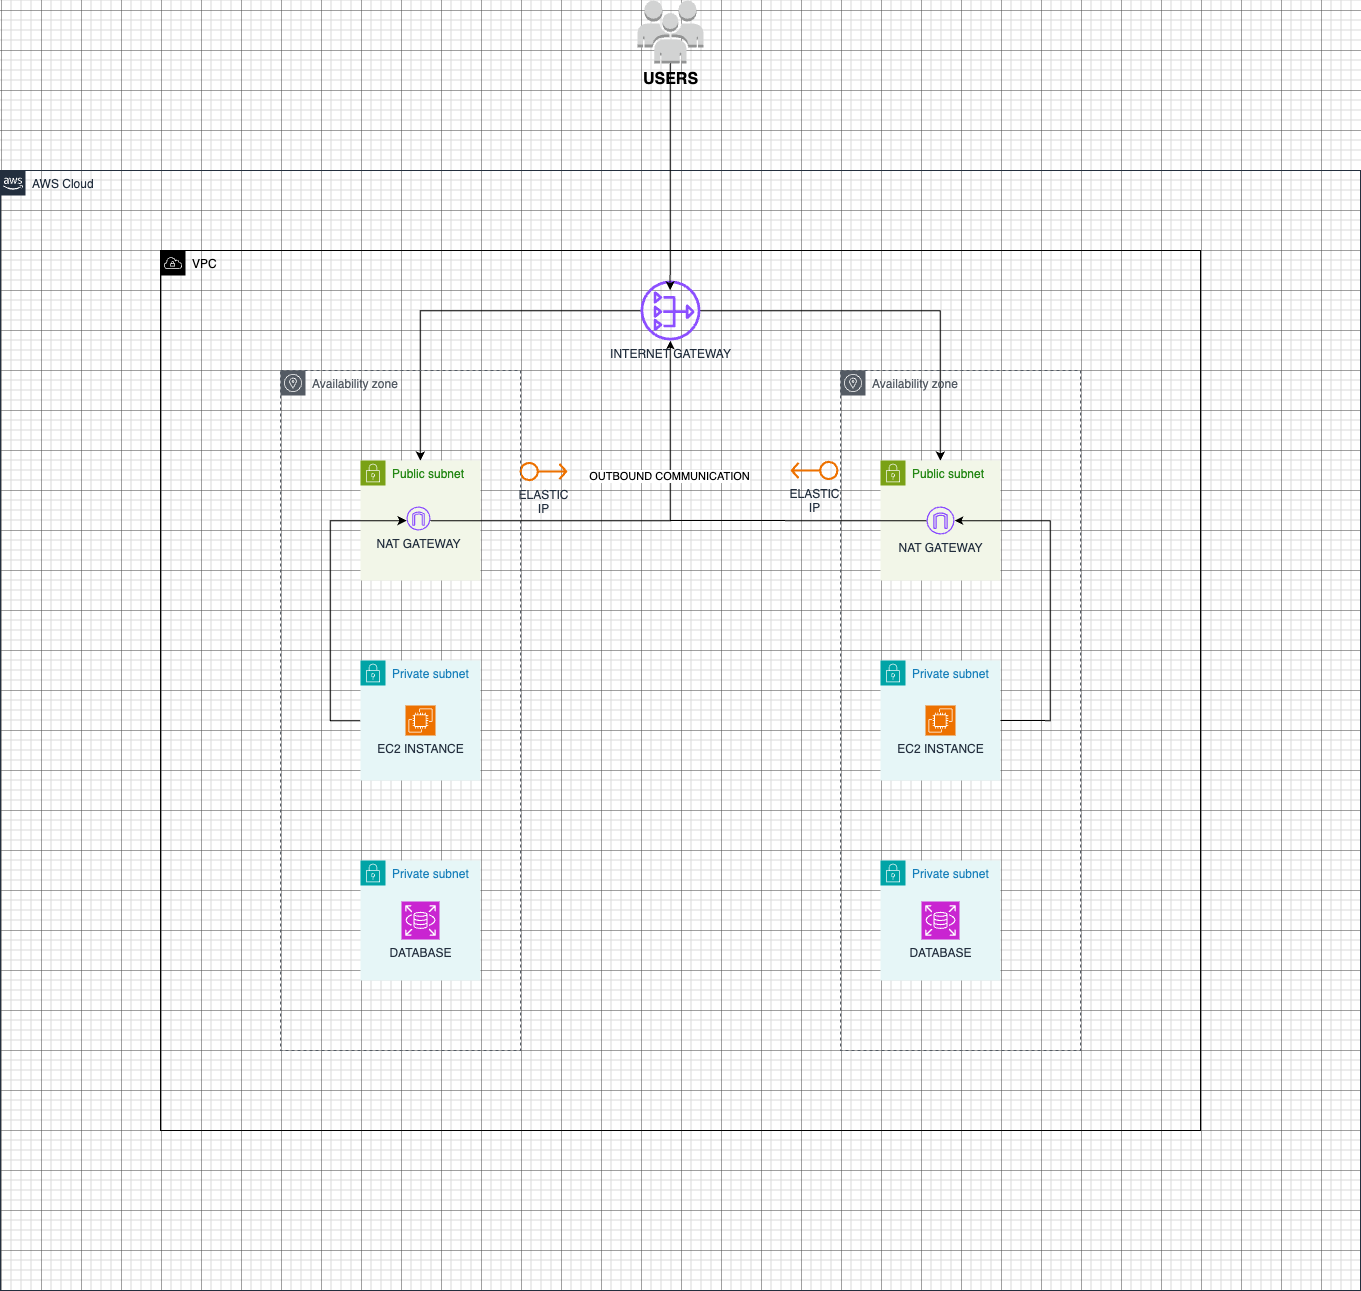 USERS
aws
AWS Cloud
VPC
INTERNET GATEWAY
Availability zone
Availability zone
Public subnet
ELASTIC
IP
OUTBOUND COMMUNICATION
ELASTIC
IP
Public subnet
NAT GATEWAY
NAT GATEWAY
Private subnet
Private subnet
EC2 INSTANCE
EC2 INSTANCE
Private subnet
Private subnet
DATABASE
DATABASE